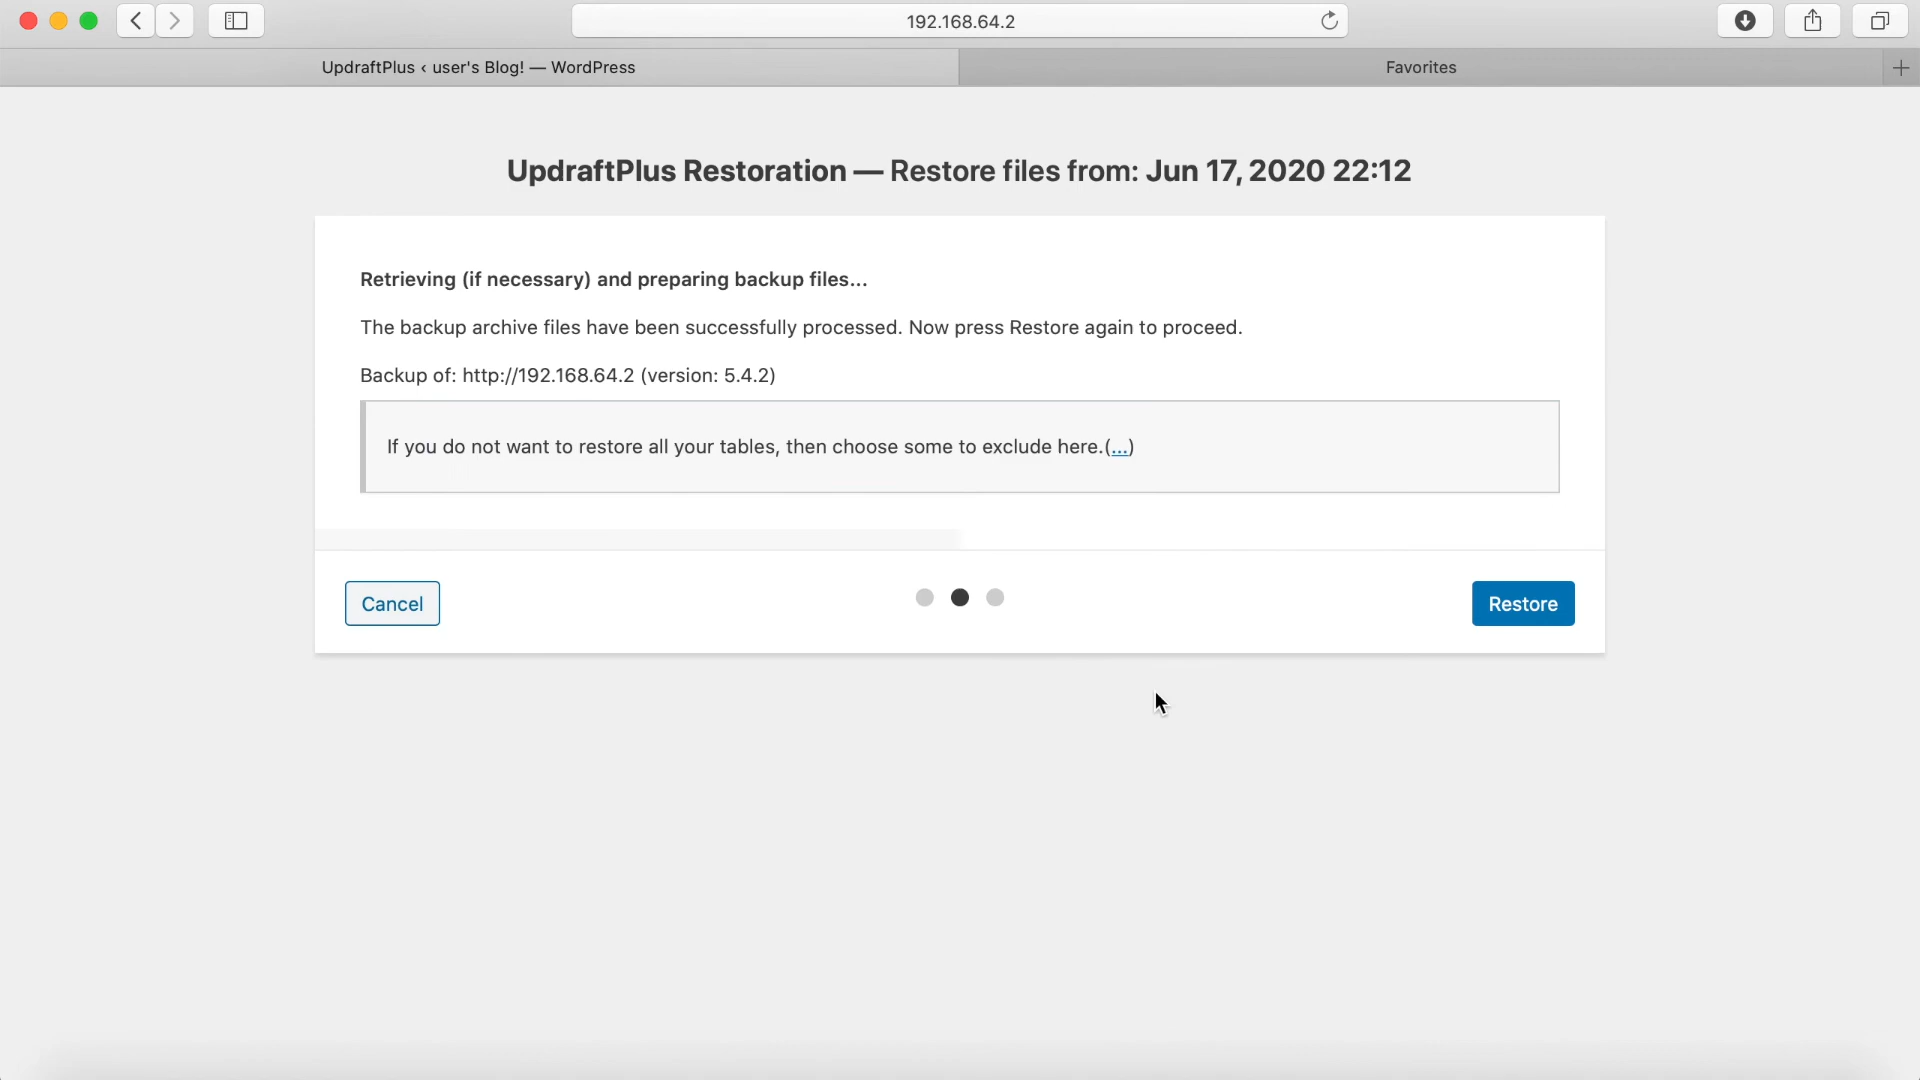 192.168.64.2
UpdraftPlus ‹ user's Blog! — WordPress
Favorites
UpdraftPlus Restoration — Restore files from: Jun 17, 2020 22:12
Retrieving (if necessary) and preparing backup files...
The backup archive files have been successfully processed. Now press Restore again to proceed.
Backup of: http://192.168.64.2 (version: 5.4.2)
If you do not want to restore all your tables, then choose some to exclude here.(...)
Cancel
Restore